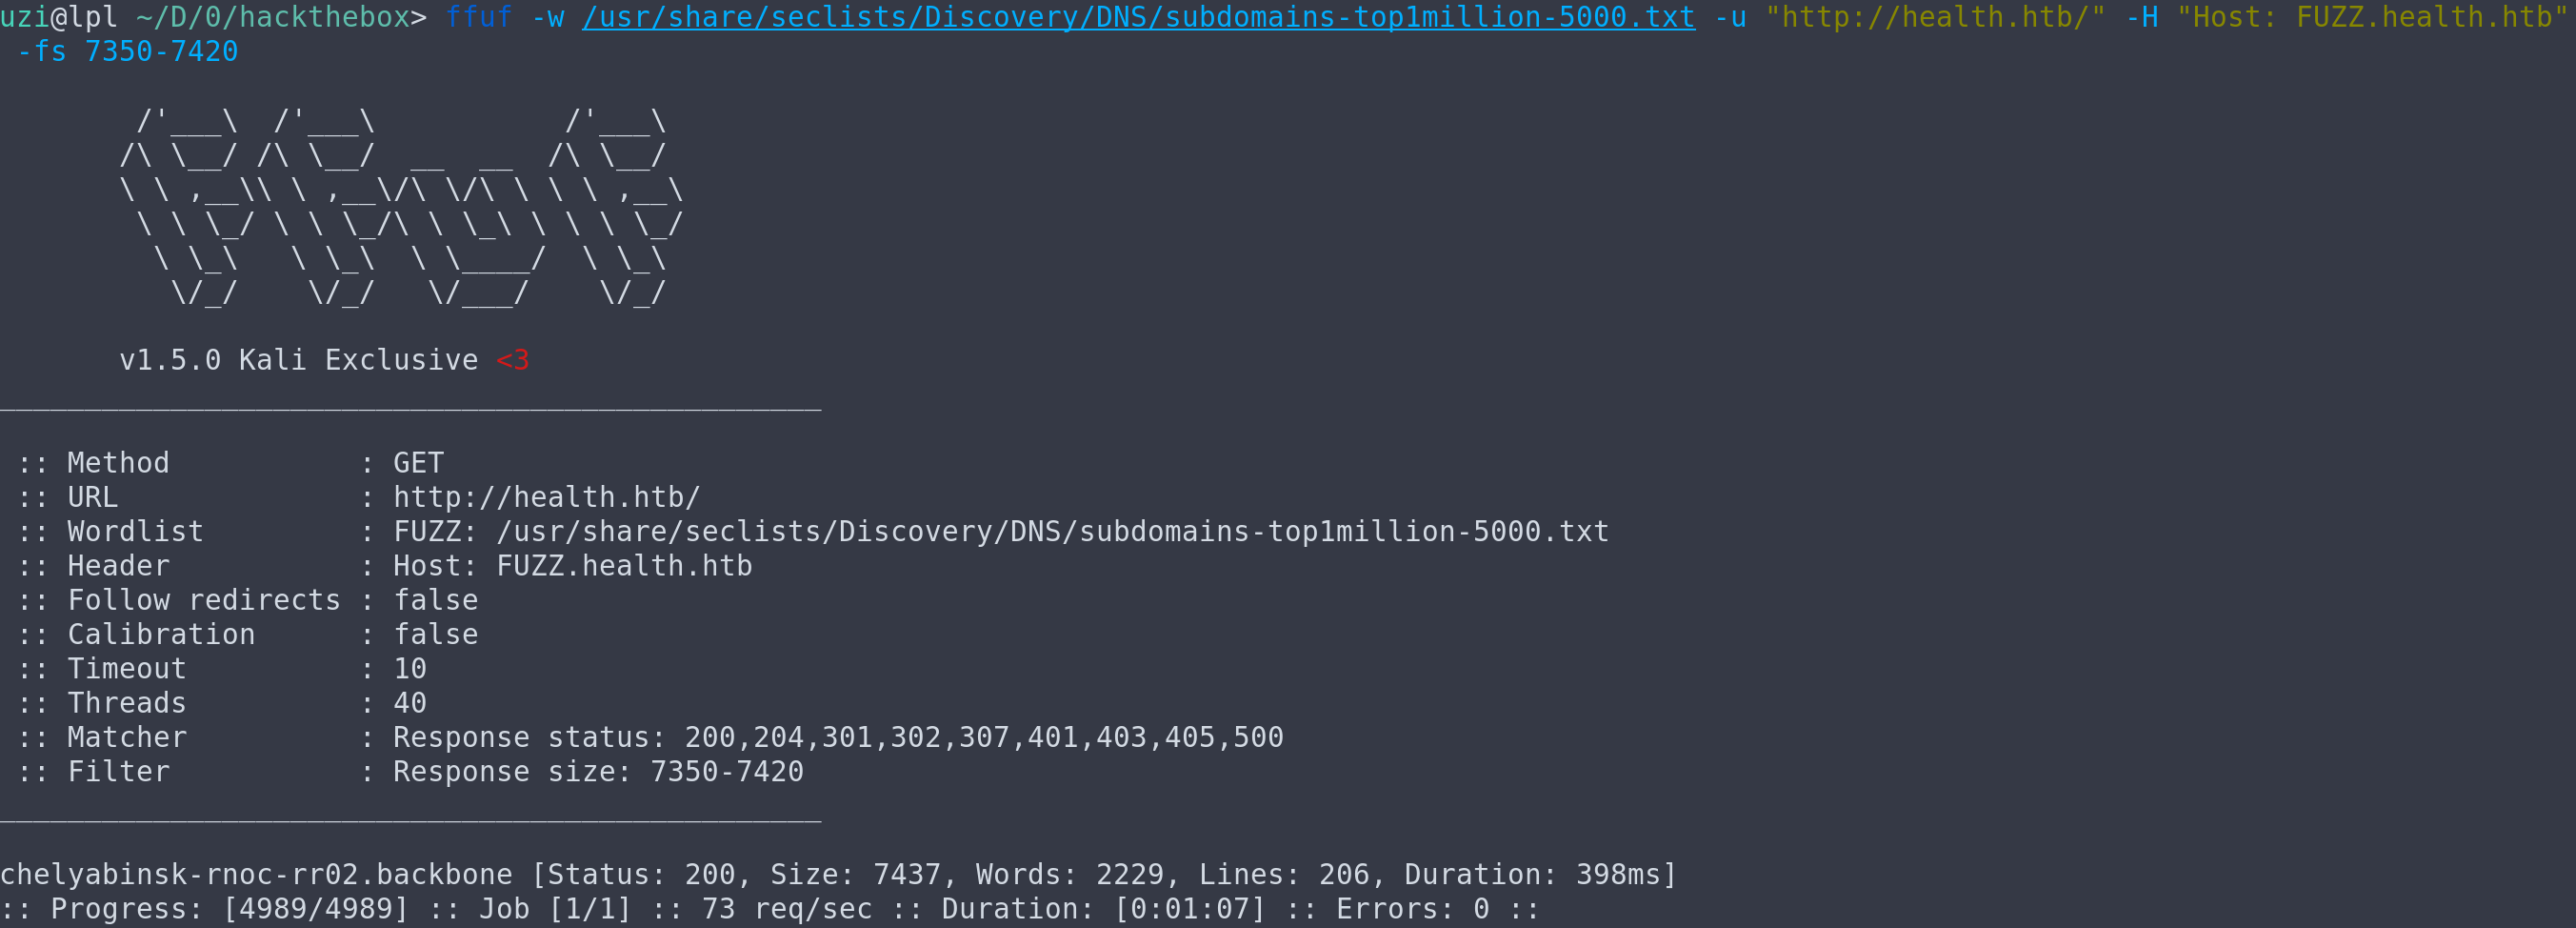 uzi@lpl ~/D/0/hackthebox> ffuf -w /usr/share/seclists/Discovery/DNS/subdomains-top1million-5000.txt -u "http://health.htb/" -H "Host: FUZZ.health.htb"
 -fs 7350-7420

        /'___\  /'___\           /'___\
       /\ \__/ /\ \__/  __  __  /\ \__/
       \ \ ,__\\ \ ,__\/\ \/\ \ \ \ ,__\
        \ \ \_/ \ \ \_/\ \ \_\ \ \ \ \_/
         \ \_\   \ \_\  \ \____/  \ \_\
          \/_/    \/_/   \/___/    \/_/

       v1.5.0 Kali Exclusive <3
________________________________________________

 :: Method           : GET
 :: URL              : http://health.htb/
 :: Wordlist         : FUZZ: /usr/share/seclists/Discovery/DNS/subdomains-top1million-5000.txt
 :: Header           : Host: FUZZ.health.htb
 :: Follow redirects : false
 :: Calibration      : false
 :: Timeout          : 10
 :: Threads          : 40
 :: Matcher          : Response status: 200,204,301,302,307,401,403,405,500
 :: Filter           : Response size: 7350-7420
________________________________________________

chelyabinsk-rnoc-rr02.backbone [Status: 200, Size: 7437, Words: 2229, Lines: 206, Duration: 398ms]
:: Progress: [4989/4989] :: Job [1/1] :: 73 req/sec :: Duration: [0:01:07] :: Errors: 0 ::